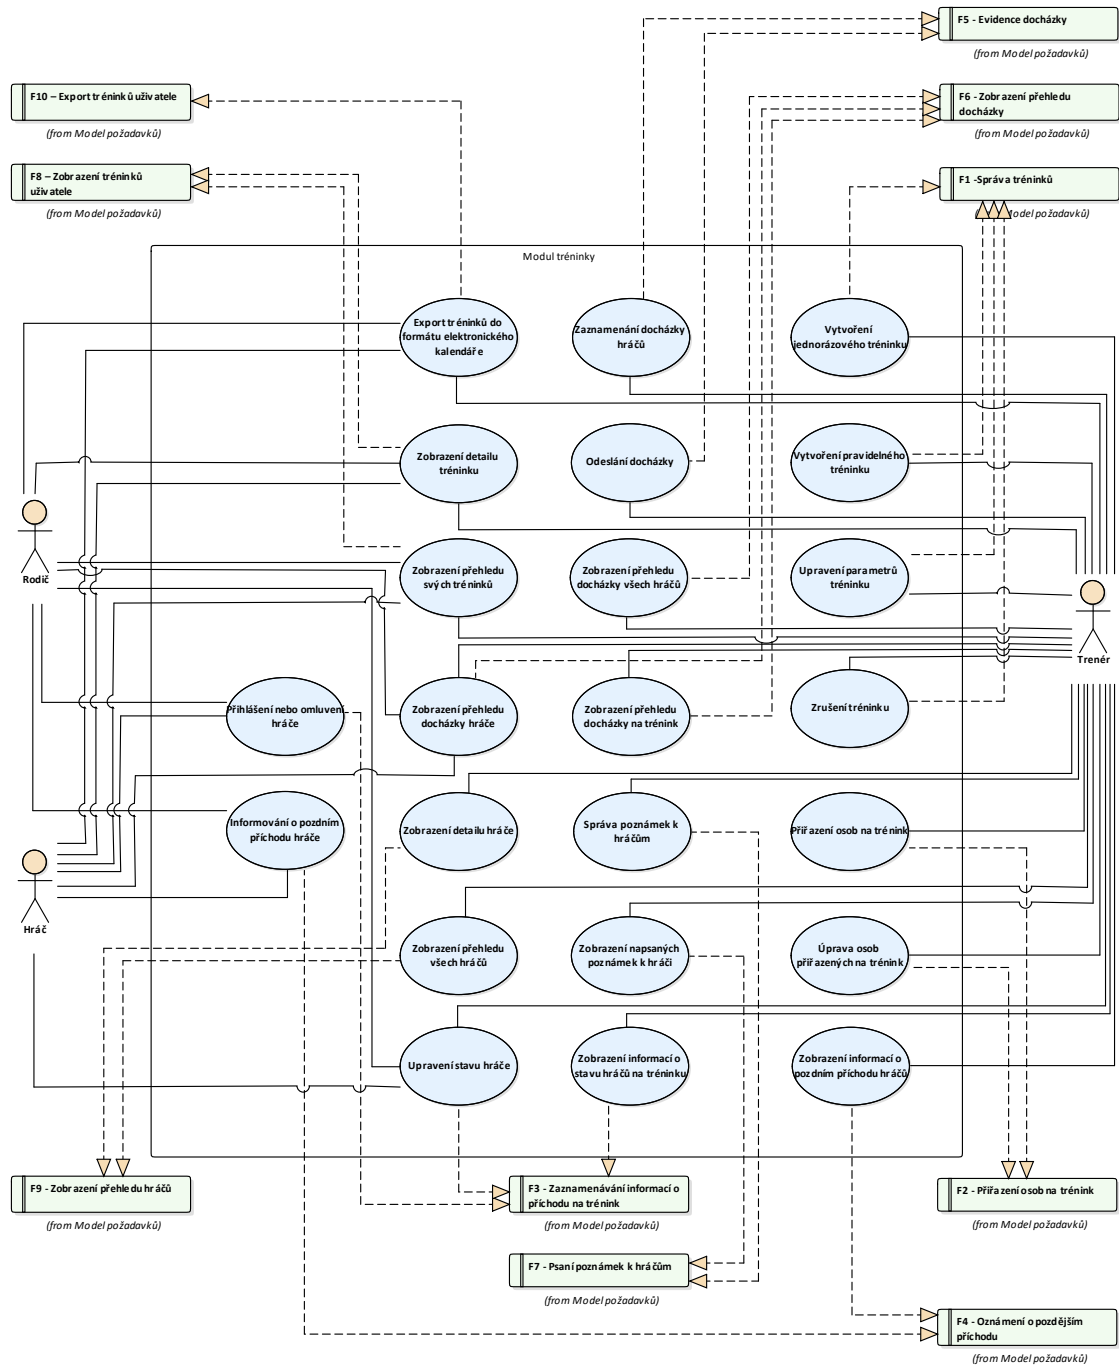 F5 - Evidence docházky
(from Model požadavků)
F10 – Export tréninků uživatele
(from Model požadavků)
F6 - Zobrazení přehledu
docházky
(from Model požadavků)
F8 – Zobrazení tréninků
uživatele
(from Model požadavků)
F1 -Správa tréninků
(from Model požadavků)
Modul tréninky
Export tréninků do
formátu elektronického
kalendáře
Zaznamenání docházky
hráčů
Vytvoření
jednorázového tréninku
Zobrazení detailu
tréninku
Odeslání docházky
Vytvoření pravidelného
tréninku
Rodič
Zobrazení přehledu
svých tréninků
Zobrazení přehledu
docházky všech hráčů
Upravení parametrů
tréninku
Trenér
Přihlášení nebo omluvení
hráče
Zobrazení přehledu
docházky hráče
Zobrazení přehledu
docházky na trénink
Zrušení tréninku
Informování o pozdním
příchodu hráče
Zobrazení detailu hráče
Správa poznámek k
hráčům
Přiřazení osob na trénink
Hráč
Zobrazení přehledu
všech hráčů
Zobrazení napsaných
poznámek k hráči
Úprava osob
přiřazených na trénink
Upravení stavu hráče
Zobrazení informací o
stavu hráčů na tréninku
Zobrazení informací o
pozdním příchodu hráčů
F9 - Zobrazení přehledu hráčů
(from Model požadavků)
F3 - Zaznamenávání informací o
příchodu na trénink
(from Model požadavků)
F2 - Přiřazení osob na trénink
(from Model požadavků)
F7 - Psaní poznámek k hráčům
(from Model požadavků)
F4 - Oznámení o pozdějším
příchodu
(from Model požadavků)